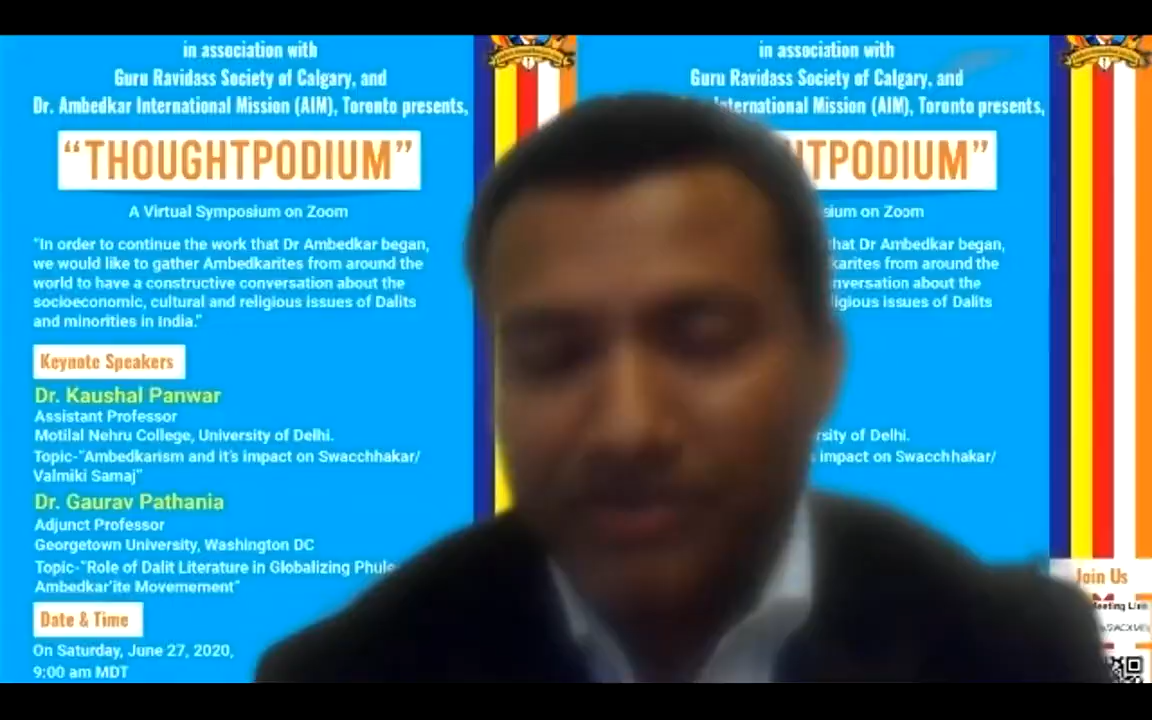 in association with
Guru Ravidass Society of Calgary, and
Dr. Ambedkar International Mission (AIM), Toronto presents,
"THOUGHTPODIUM"
A Virtual Symposium on Zoom
"In order to continue the work that Dr Ambedkar began,
we would like to gather Ambedkarites from around the
world to have a constructive conversation about the
socioeconomic, cultural and religious issues of Dalits
and minorities in India."
Keynote Speakers
Dr. Kaushal Panwar
Assistant Professor
Motilal Nehru College, University of Delhi.
Topic-"Ambedkarism and it's impact on Swacchhakar/
Valmiki Samaj"
Dr. Gaurav Pathania
Adjunct Professor
Georgetown University, Washington DC
Topic-"Role of Dalit Literature in Globalizing Phule
Ambedkar'ite Movemement"
Date & Time
On Saturday, June 27, 2020,
9:00 am MDT
in association with
Guru Ravidass Society of Calgary, and
International Mission (AIM), Toronto presents,
HTPODIUM"
sium on Zoom
that Dr Ambedkar began,
karites from around the
nversation about the
ligious issues of Dalits
rsity of Delhi.
impact on Swacchhakar/
Join Us
Meeting Link